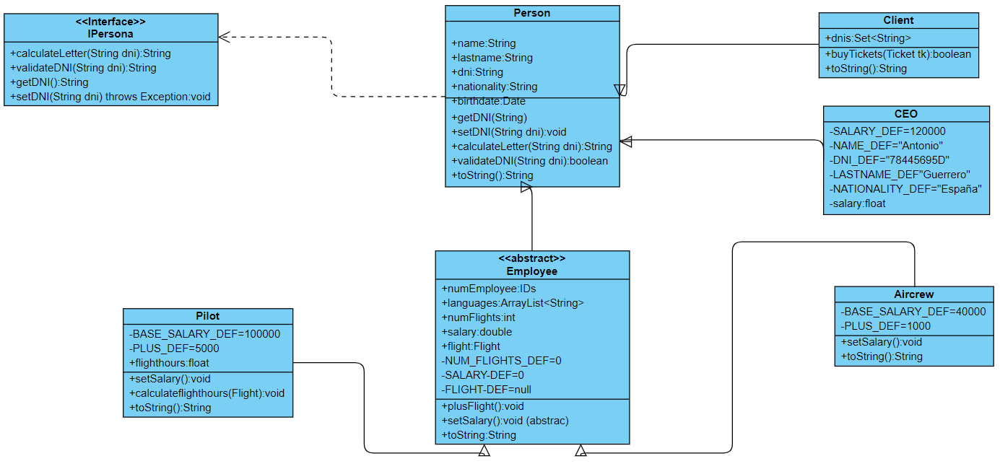 <<Interface>>
IPersona
+calculateLetter(String dni):String
+validateDNI(String dni):String
+getDNI():String
+setDNI(String dni) throws Exception:void
Person
+name:String
+lastname:String
+dni:String
+nationality:String
+birthdate:Date
+getDNI(String)
+setDNI(String dni):void
+calculateLetter(String dni):String
+validateDNI(String dni):boolean
+toString():String
Client
+dnis:Set<String>
+buyTickets(Ticket tk):boolean
+toString():String
CEO
-SALARY_DEF=120000
-NAME_DEF="Antonio"
-DNI_DEF="78445695D"
-LASTNAME_DEF"Guerrero"
-NATIONALITY_DEF="España"
-salary:float
<<abstract>>
Employee
+numEmployee:IDs
+languages:ArrayList<String>
+numFlights:int
+salary:double
+flight:Flight
-NUM_FLIGHTS_DEF=0
-SALARY-DEF=0
-FLIGHT-DEF=null
+plusFlight():void
+setSalary():void (abstrac)
+toString:String
Pilot
-BASE_SALARY_DEF=100000
-PLUS_DEF=5000
+flighthours:float
+setSalary():void
+calculateflighthours(Flight):void
+toString():String
Aircrew
-BASE_SALARY_DEF=40000
-PLUS_DEF=1000
+setSalary():void
+toString():String